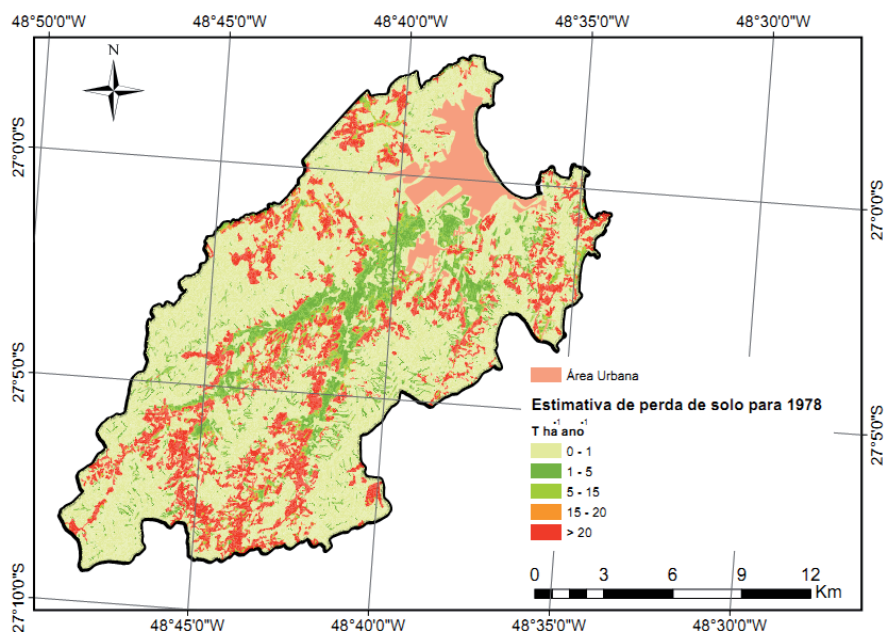 48°50'0"W 48°45'0"W 48°40'0"W 48°35'0"W 48°30'0"W
N
27°0'0"S
27°0'0"S
27°5'0"S
27°5'0"S
27°10'0"S
Área Urbana
Estimativa de perda de solo para 1978
T ha⁻¹ ano⁻¹
0 - 1
1 - 5
5 - 15
15 - 20
> 20
0 3 6 9 12
Km
48°45'0"W 48°40'0"W 48°35'0"W 48°30'0"W